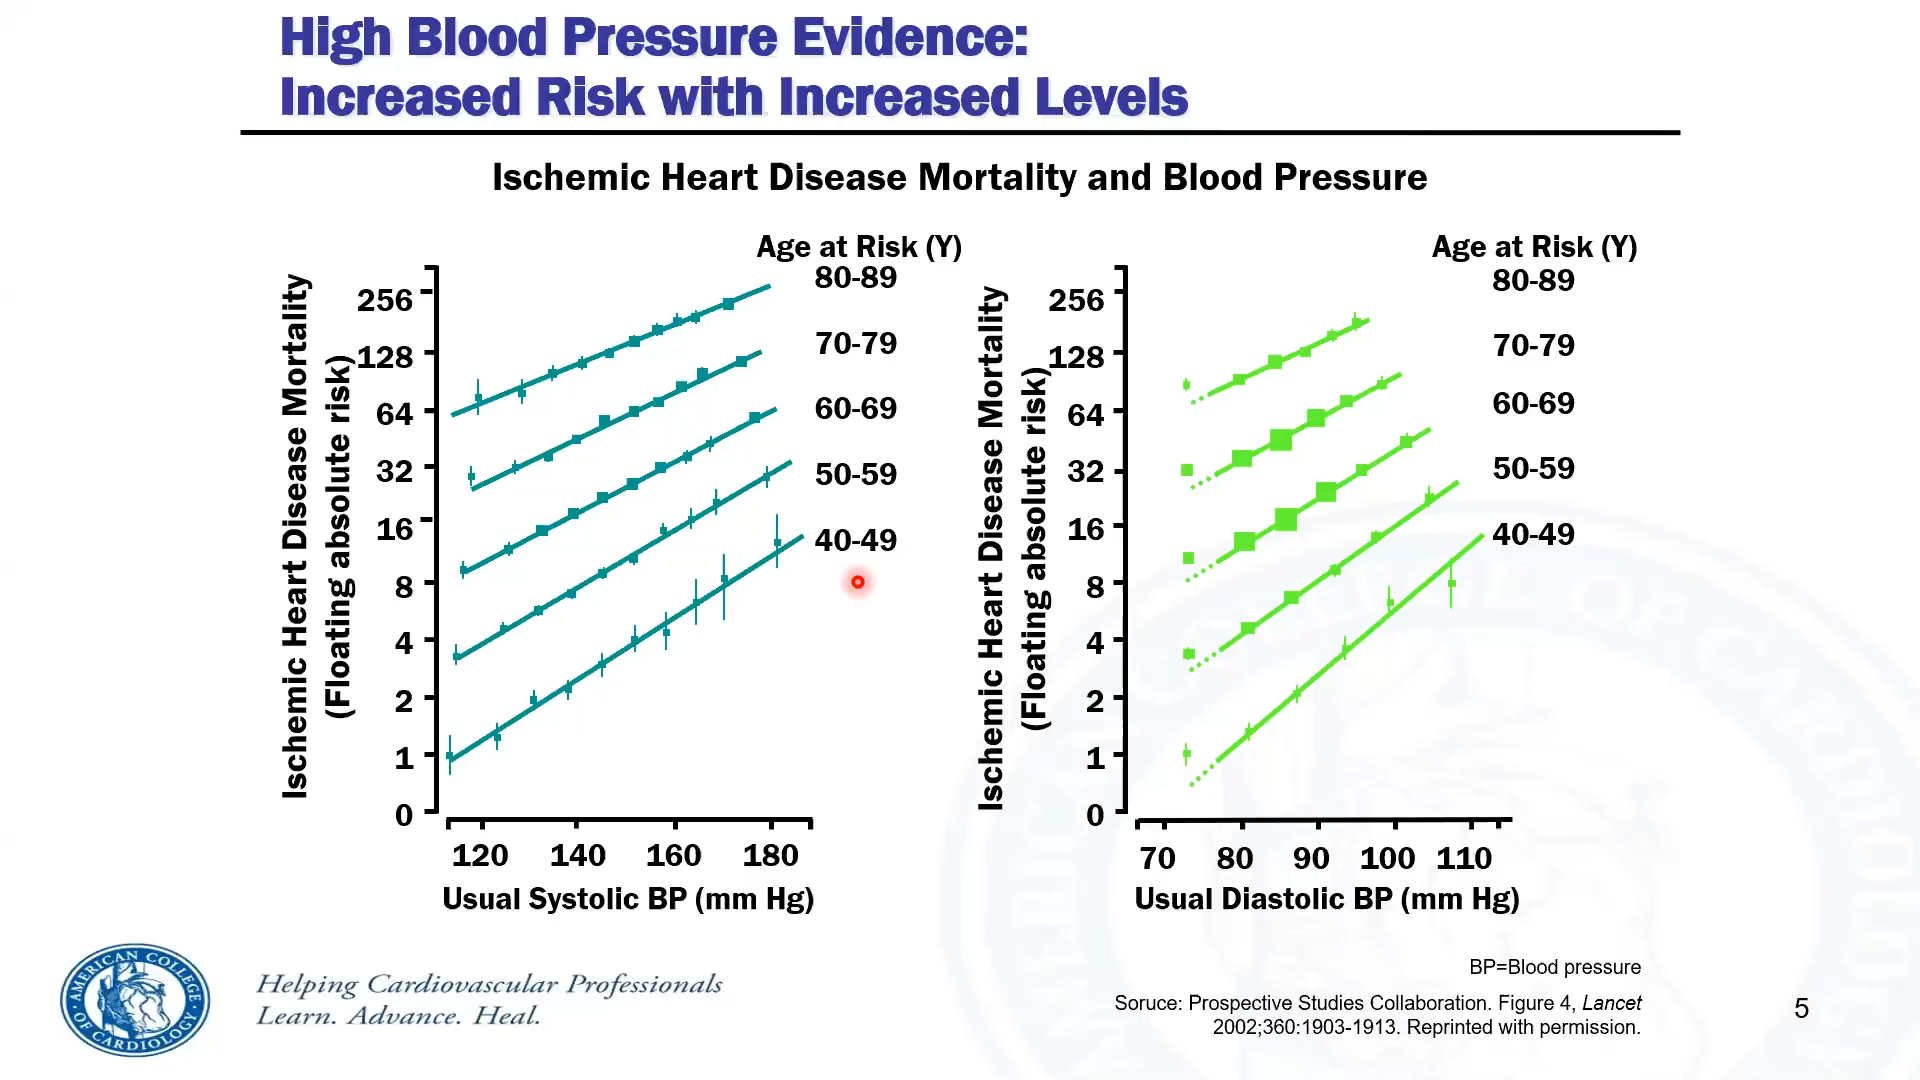 High Blood Pressure Evidence:
Increased Risk with Increased Levels
Ischemic Heart Disease Mortality and Blood Pressure
Ischemic Heart Disease Mortality
(Floating absolute risk)
256
128
64
32
16
8
4
2
1
0
Age at Risk (Y)
80-89
70-79
60-69
50-59
40-49
120 140 160 180
Usual Systolic BP (mm Hg)
Ischemic Heart Disease Mortality
(Floating absolute risk)
256
128
64
32
16
8
4
2
1
0
Age at Risk (Y)
80-89
70-79
60-69
50-59
40-49
70 80 90 100 110
Usual Diastolic BP (mm Hg)
AMERICAN COLLEGE OF CARDIOLOGY
Helping Cardiovascular Professionals
Learn. Advance. Heal.
BP=Blood pressure
Soruce: Prospective Studies Collaboration. Figure 4, Lancet
2002;360:1903-1913. Reprinted with permission.
5